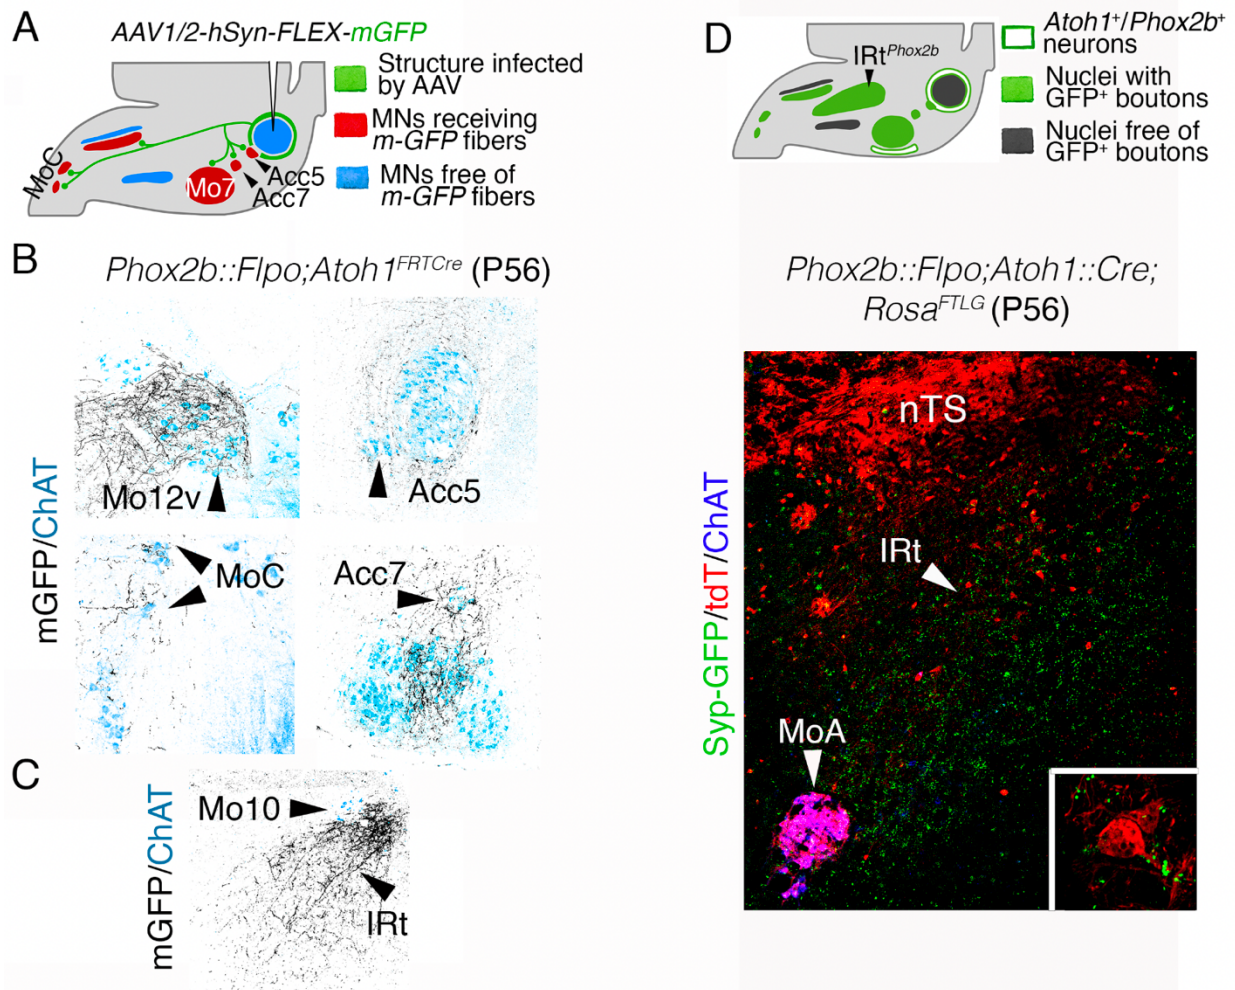 A
AAV1/2-hSyn-FLEX-mGFP
Structure infected
by AAV
MNs receiving
m-GFP fibers
MNs free of
m-GFP fibers
MoC
Mo7
Acc5
Acc7
B
Phox2b::Flpo;Atoh1FRTCre (P56)
mGFP/ChAT
Mo12v
Acc5
MoC
Acc7
C
mGFP/ChAT
Mo10
IRt
D
IRtPhox2b
Atoh1+/Phox2b+
neurons
Nuclei with
GFP+ boutons
Nuclei free of
GFP+ boutons
Phox2b::Flpo;Atoh1::Cre;
RosaFTLG (P56)
Syp-GFP/tdT/ChAT
nTS
IRt
MoA